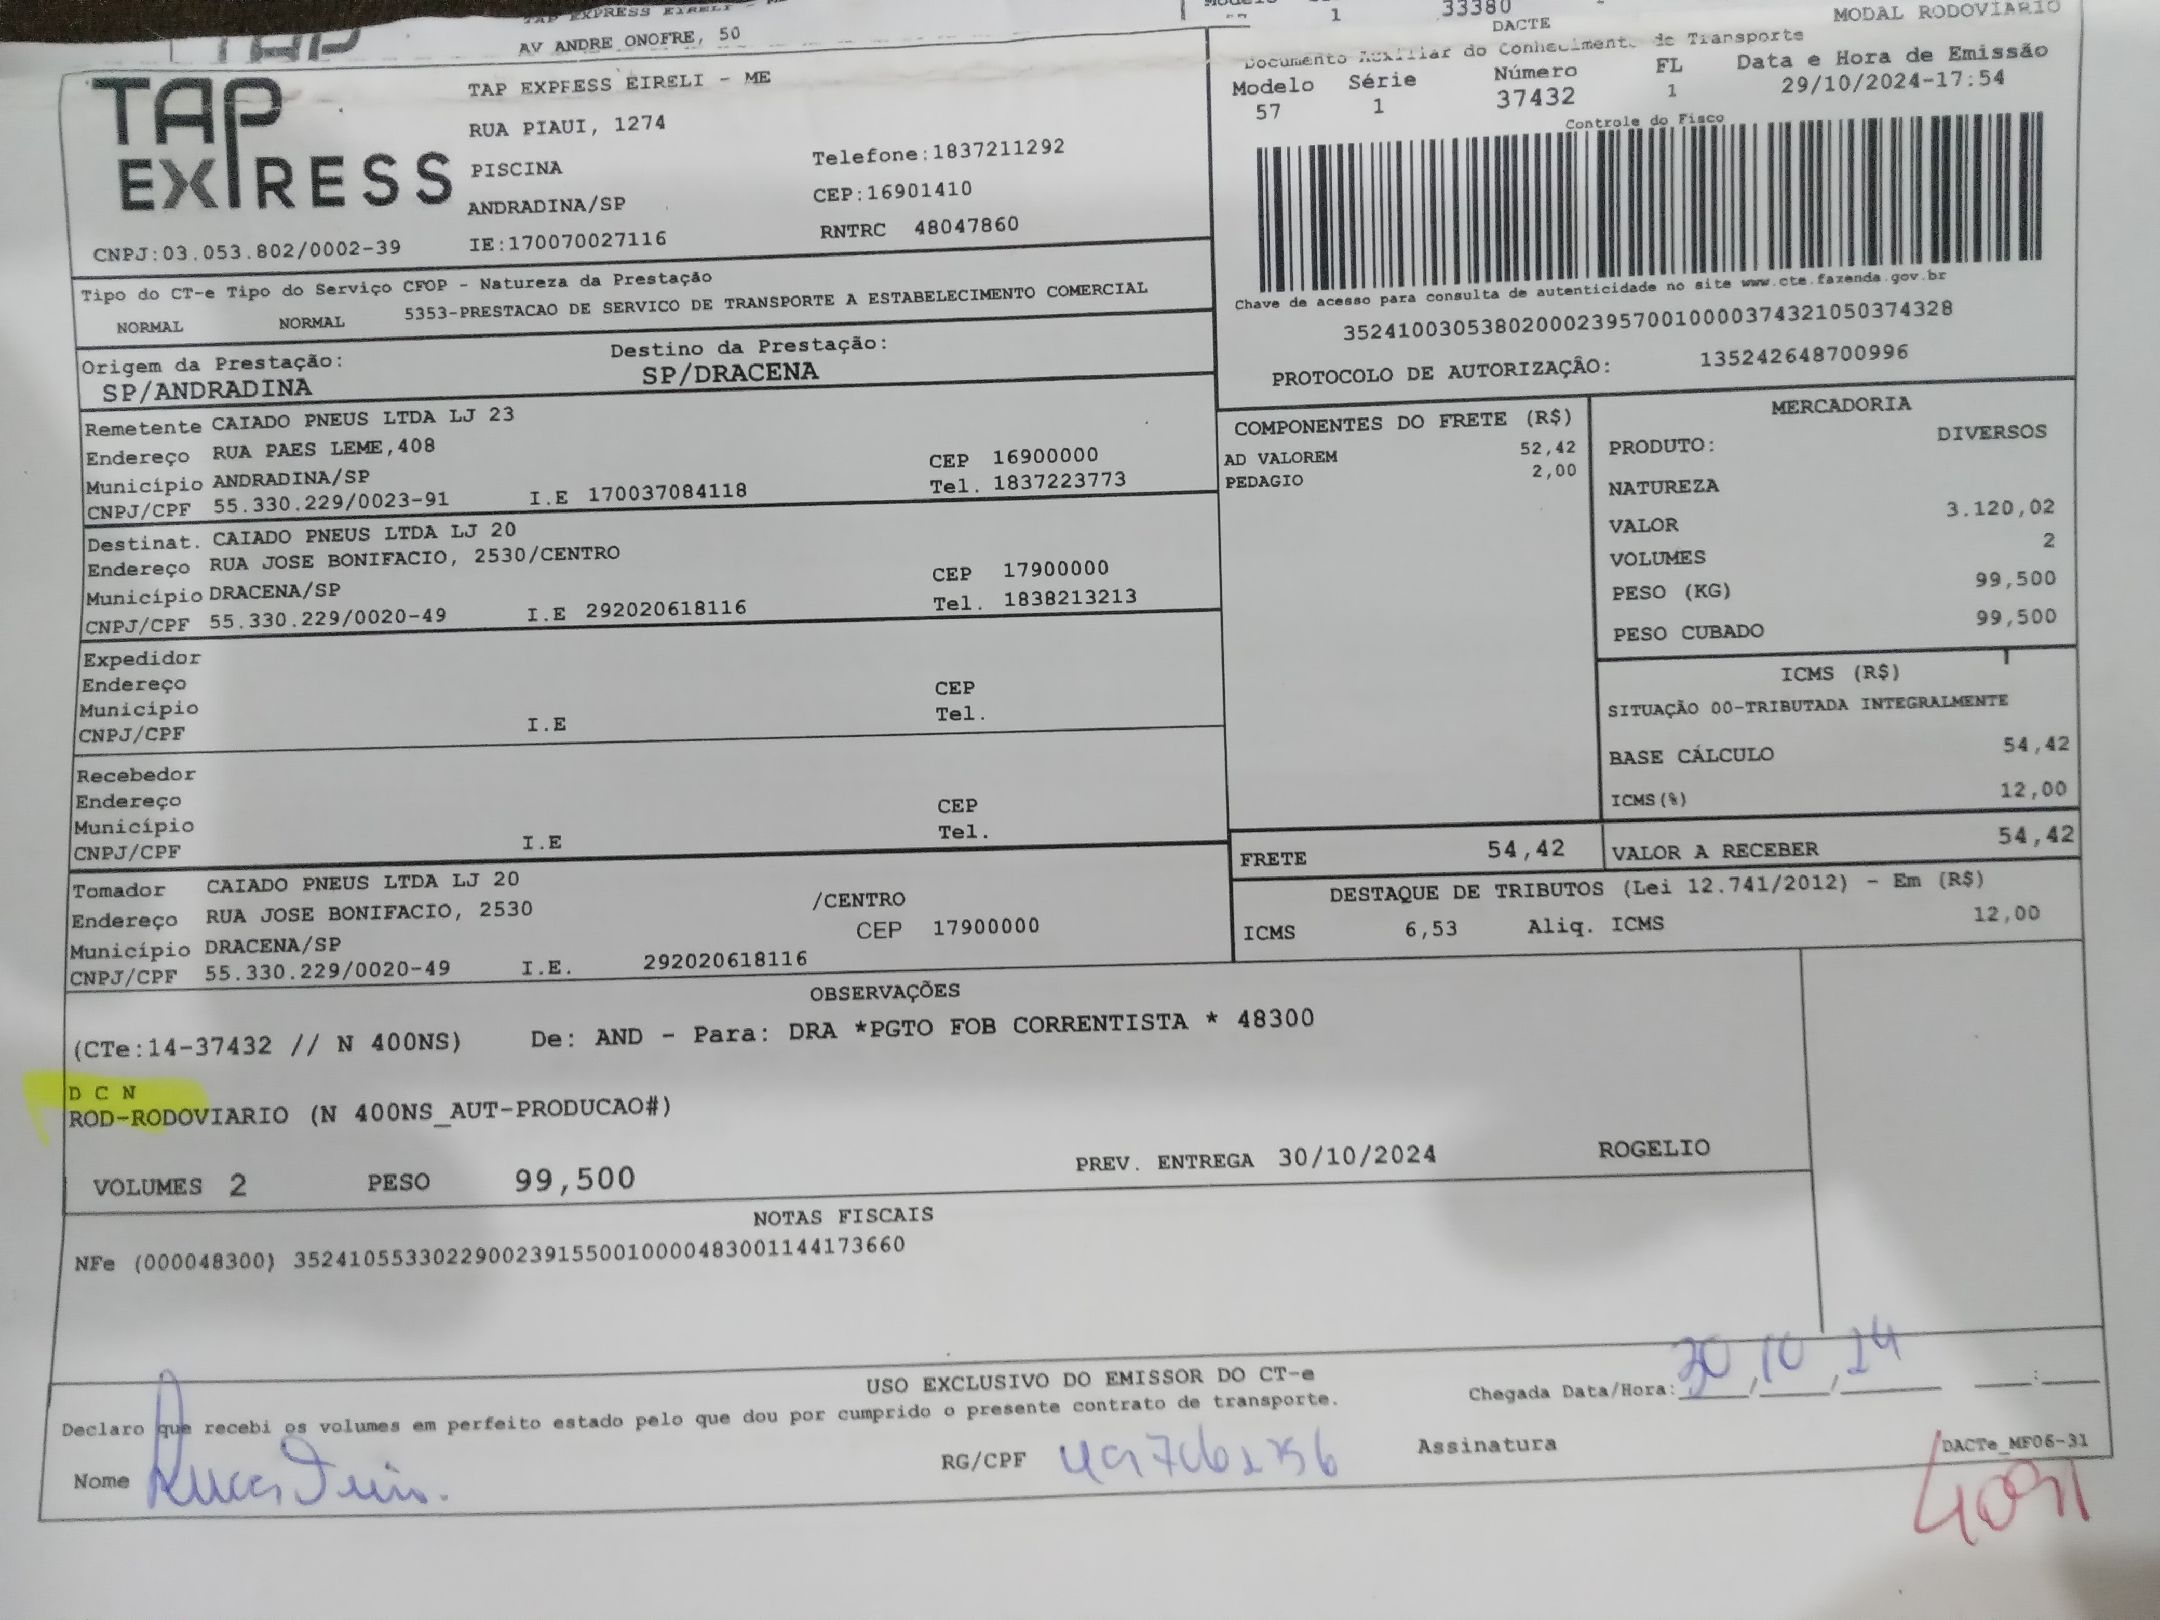 TAP EXPRESS EIRELI - ME
AV ANDRE ONOFRE, 50
1 33380
TAP
EXPRESS
TAP EXPRESS EIRELI - ME
RUA PIAUI, 1274
PISCINA Telefone:1837211292
ANDRADINA/SP CEP:16901410
CNPJ:03.053.802/0002-39 IE:170070027116 RNTRC 48047860
DACTE MODAL RODOVIARIO
Documento Auxiliar do Conhecimento de Transporte
Modelo Série Número FL Data e Hora de Emissão
57 1 37432 1 29/10/2024-17:54
Controle do Fisco
Chave de acesso para consulta de autenticidade no site www.cte.fazenda.gov.br
35241003053802000239570010000374321050374328
PROTOCOLO DE AUTORIZAÇÃO: 135242648700996
Tipo do CT-e Tipo do Serviço CFOP - Natureza da Prestação
NORMAL NORMAL 5353-PRESTACAO DE SERVICO DE TRANSPORTE A ESTABELECIMENTO COMERCIAL
Origem da Prestação: Destino da Prestação:
SP/ANDRADINA SP/DRACENA
Remetente CAIADO PNEUS LTDA LJ 23
Endereço RUA PAES LEME,408 CEP 16900000
Município ANDRADINA/SP Tel. 1837223773
CNPJ/CPF 55.330.229/0023-91 I.E 170037084118
Destinat. CAIADO PNEUS LTDA LJ 20
Endereço RUA JOSE BONIFACIO, 2530/CENTRO CEP 17900000
Município DRACENA/SP Tel. 1838213213
CNPJ/CPF 55.330.229/0020-49 I.E 292020618116
Expedidor
Endereço CEP
Município Tel.
CNPJ/CPF I.E
Recebedor
Endereço CEP
Município Tel.
CNPJ/CPF I.E
Tomador CAIADO PNEUS LTDA LJ 20
Endereço RUA JOSE BONIFACIO, 2530 /CENTRO
Município DRACENA/SP CEP 17900000
CNPJ/CPF 55.330.229/0020-49 I.E. 292020618116
COMPONENTES DO FRETE (R$)
AD VALOREM 52,42
PEDAGIO 2,00
MERCADORIA
PRODUTO: DIVERSOS
NATUREZA
VALOR 3.120,02
VOLUMES 2
PESO (KG) 99,500
PESO CUBADO 99,500
ICMS (R$)
SITUAÇÃO 00-TRIBUTADA INTEGRALMENTE
BASE CÁLCULO 54,42
ICMS(%) 12,00
FRETE 54,42 VALOR A RECEBER 54,42
DESTAQUE DE TRIBUTOS (Lei 12.741/2012) - Em (R$)
ICMS 6,53 Aliq. ICMS 12,00
OBSERVAÇÕES
(CTe:14-37432 // N 400NS) De: AND - Para: DRA *PGTO FOB CORRENTISTA * 48300
D C N
ROD-RODOVIARIO (N 400NS_AUT-PRODUCAO#)
VOLUMES 2 PESO 99,500 PREV. ENTREGA 30/10/2024 ROGELIO
NOTAS FISCAIS
NFe (000048300) 35241055330229002391550010000483001144173660
USO EXCLUSIVO DO EMISSOR DO CT-e
Declaro que recebi os volumes em perfeito estado pelo que dou por cumprido o presente contrato de transporte.
Chegada Data/Hora: 30,10,24 :
Nome RG/CPF Assinatura
DACTe_MF06-31